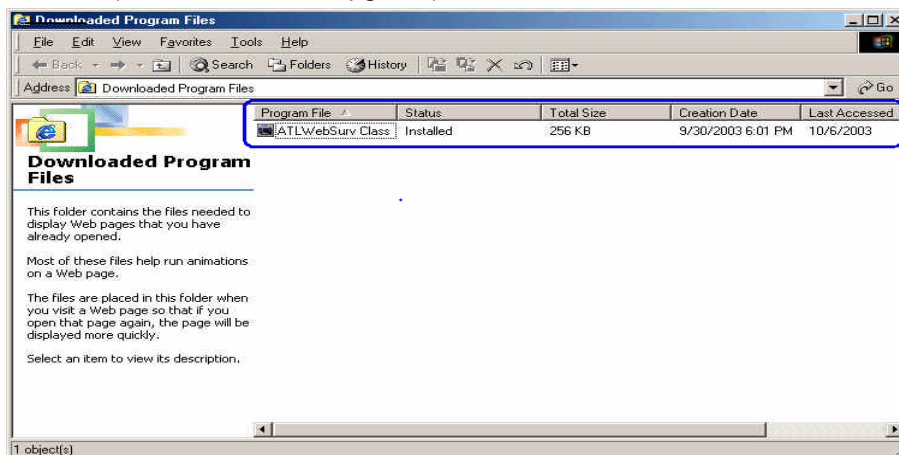 Downloaded Program Files
File Edit View Favorites Tools Help
Back Search Folders History
Address Downloaded Program Files Go
Program File Status Total Size Creation Date Last Accessed
ATLWebSurv Class Installed 256 KB 9/30/2003 6:01 PM 10/6/2003
Downloaded Program
Files
This folder contains the files needed to
display Web pages that you have
already opened.
Most of these files help run animations
on a Web page.
The files are placed in this folder when
you visit a Web page so that if you
open that page again, the page will be
displayed more quickly.
Select an item to view its description.
1 object(s)